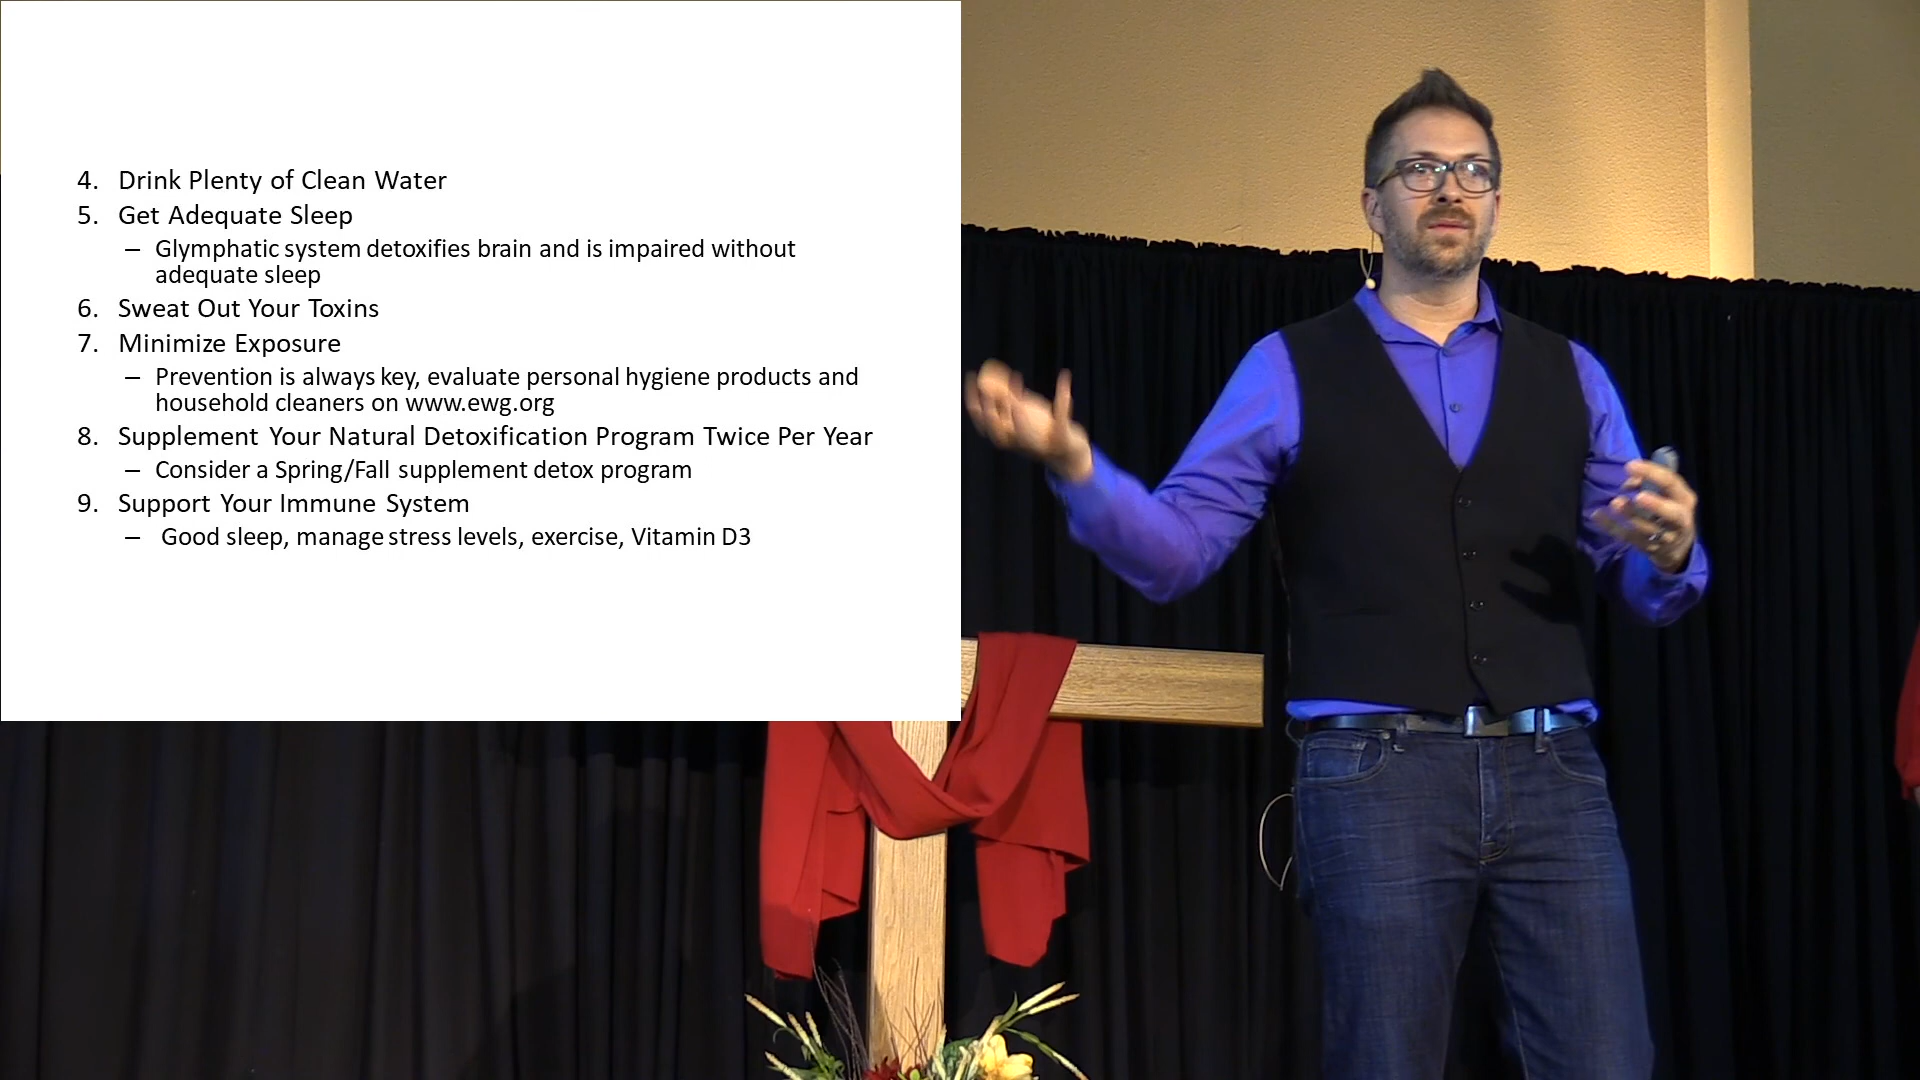 4. Drink Plenty of Clean Water
5. Get Adequate Sleep
– Glymphatic system detoxifies brain and is impaired without
adequate sleep
6. Sweat Out Your Toxins
7. Minimize Exposure
– Prevention is always key, evaluate personal hygiene products and
household cleaners on www.ewg.org
8. Supplement Your Natural Detoxification Program Twice Per Year
– Consider a Spring/Fall supplement detox program
9. Support Your Immune System
– Good sleep, manage stress levels, exercise, Vitamin D3